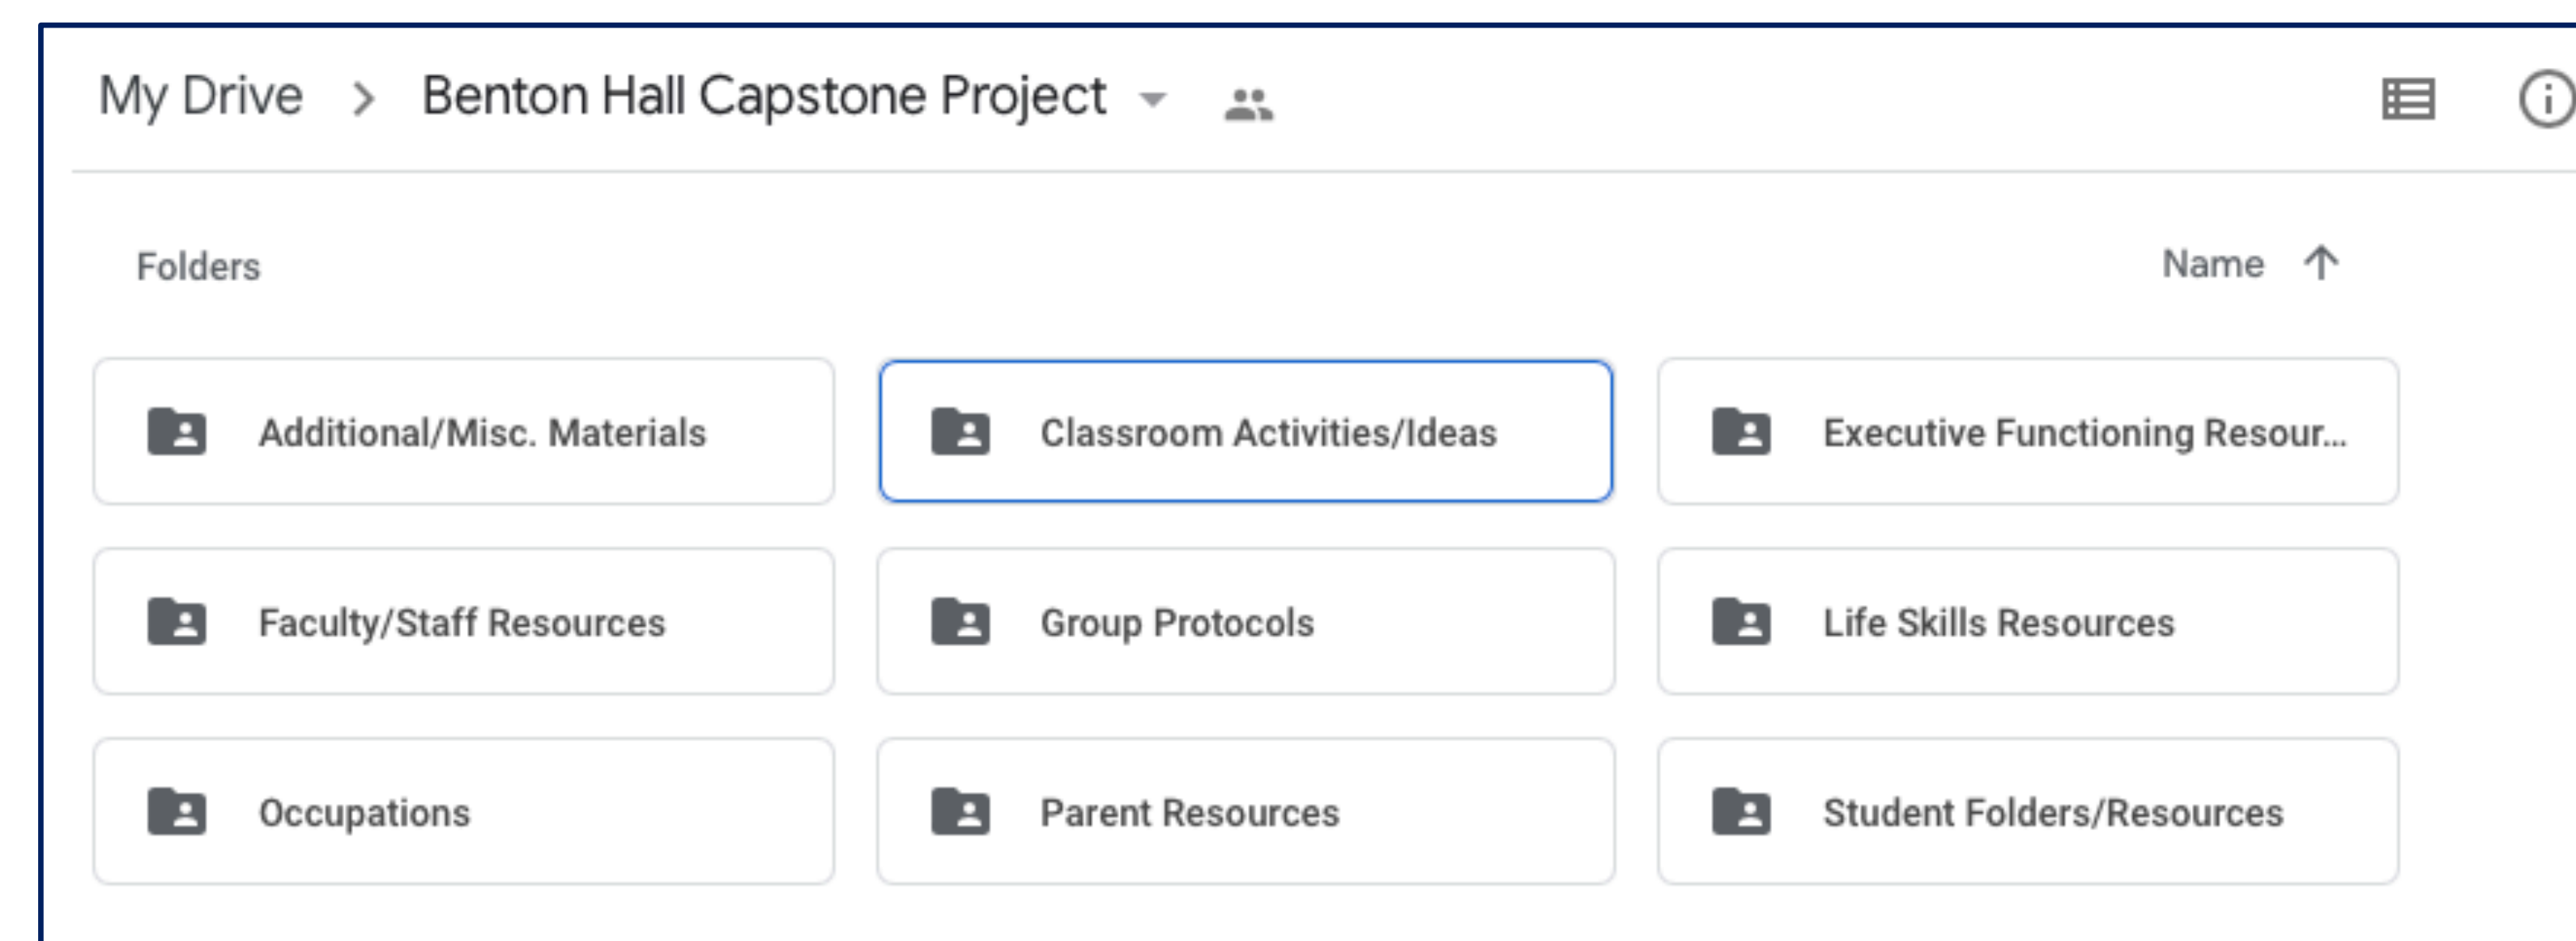 My Drive > Benton Hall Capstone Project
Folders Name
Additional/Misc. Materials Classroom Activities/Ideas Executive Functioning Resour...
Faculty/Staff Resources Group Protocols Life Skills Resources
Occupations Parent Resources Student Folders/Resources